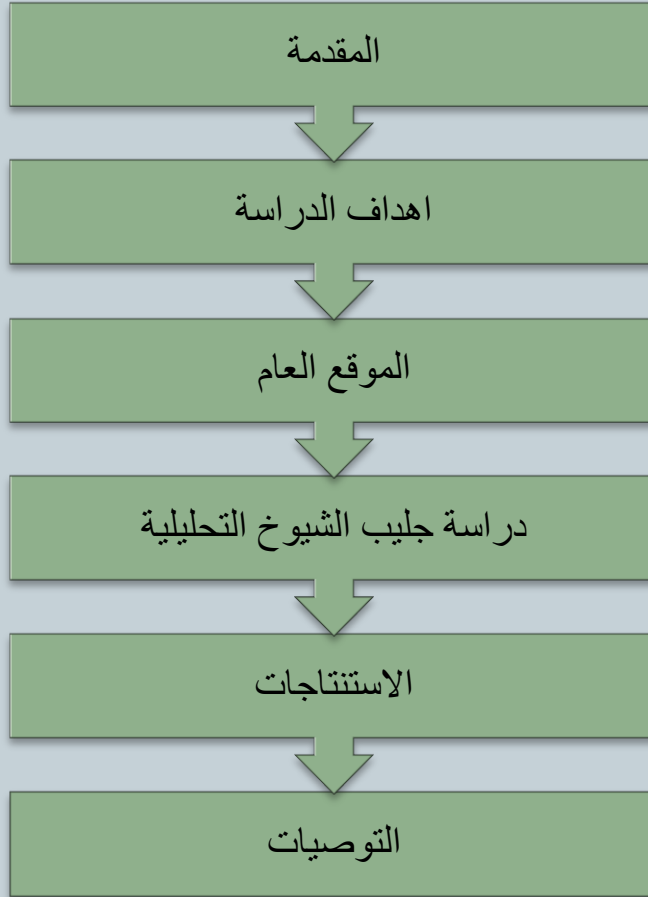 المقدمة
اهداف الدراسة
الموقع العام
دراسة جليب الشيوخ التحليلية
الاستنتاجات
التوصيات